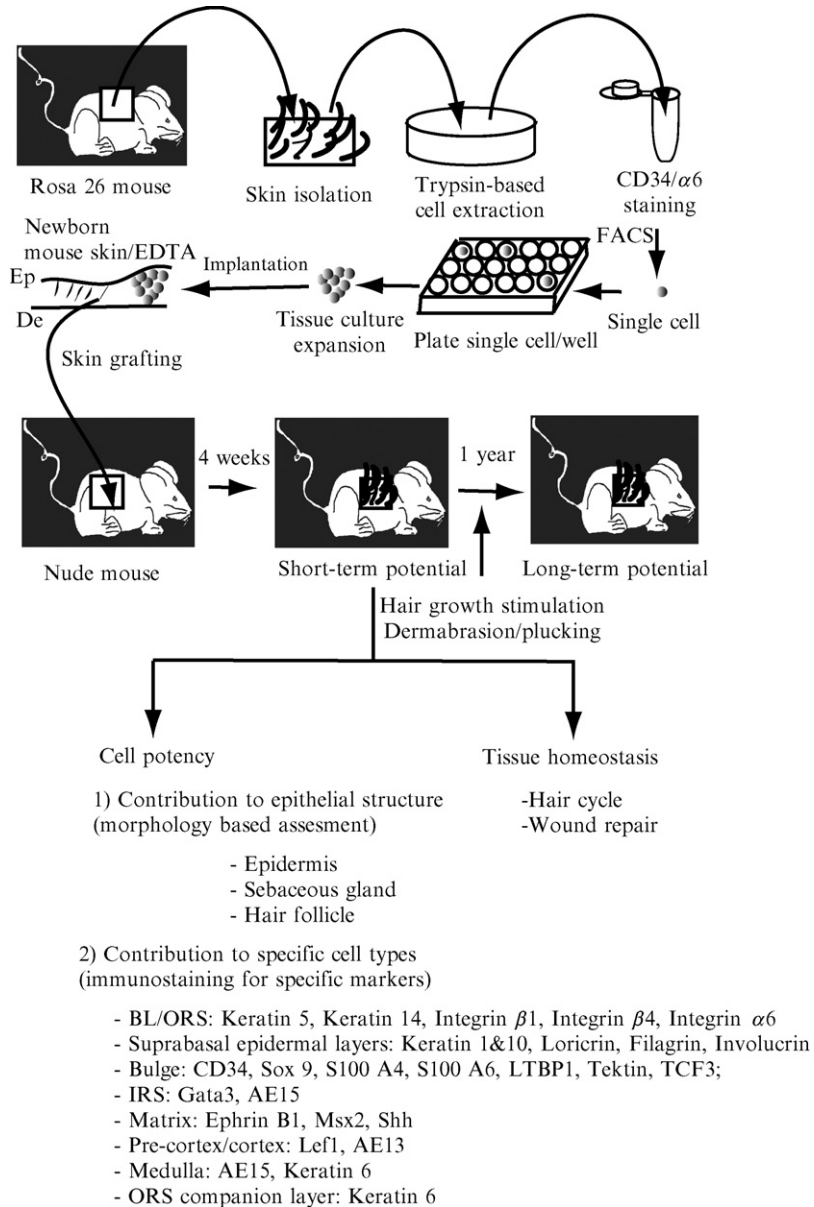 Rosa 26 mouse
Skin isolation
Trypsin-based
cell extraction
CD34/α6
staining
FACS
Single cell
Plate single cell/well
Tissue culture
expansion
Implantation
Newborn
mouse skin/EDTA
Ep
De
Skin grafting
Nude mouse
4 weeks
Short-term potential
1 year
Long-term potential
Hair growth stimulation
Dermabrasion/plucking
Cell potency
1) Contribution to epithelial structure
(morphology based assesment)
- Epidermis
- Sebaceous gland
- Hair follicle
Tissue homeostasis
-Hair cycle
-Wound repair
2) Contribution to specific cell types
(immunostaining for specific markers)
- BL/ORS: Keratin 5, Keratin 14, Integrin β1, Integrin β4, Integrin α6
- Suprabasal epidermal layers: Keratin 1&10, Loricrin, Filagrin, Involucrin
- Bulge: CD34, Sox 9, S100 A4, S100 A6, LTBP1, Tektin, TCF3;
- IRS: Gata3, AE15
- Matrix: Ephrin B1, Msx2, Shh
- Pre-cortex/cortex: Lef1, AE13
- Medulla: AE15, Keratin 6
- ORS companion layer: Keratin 6